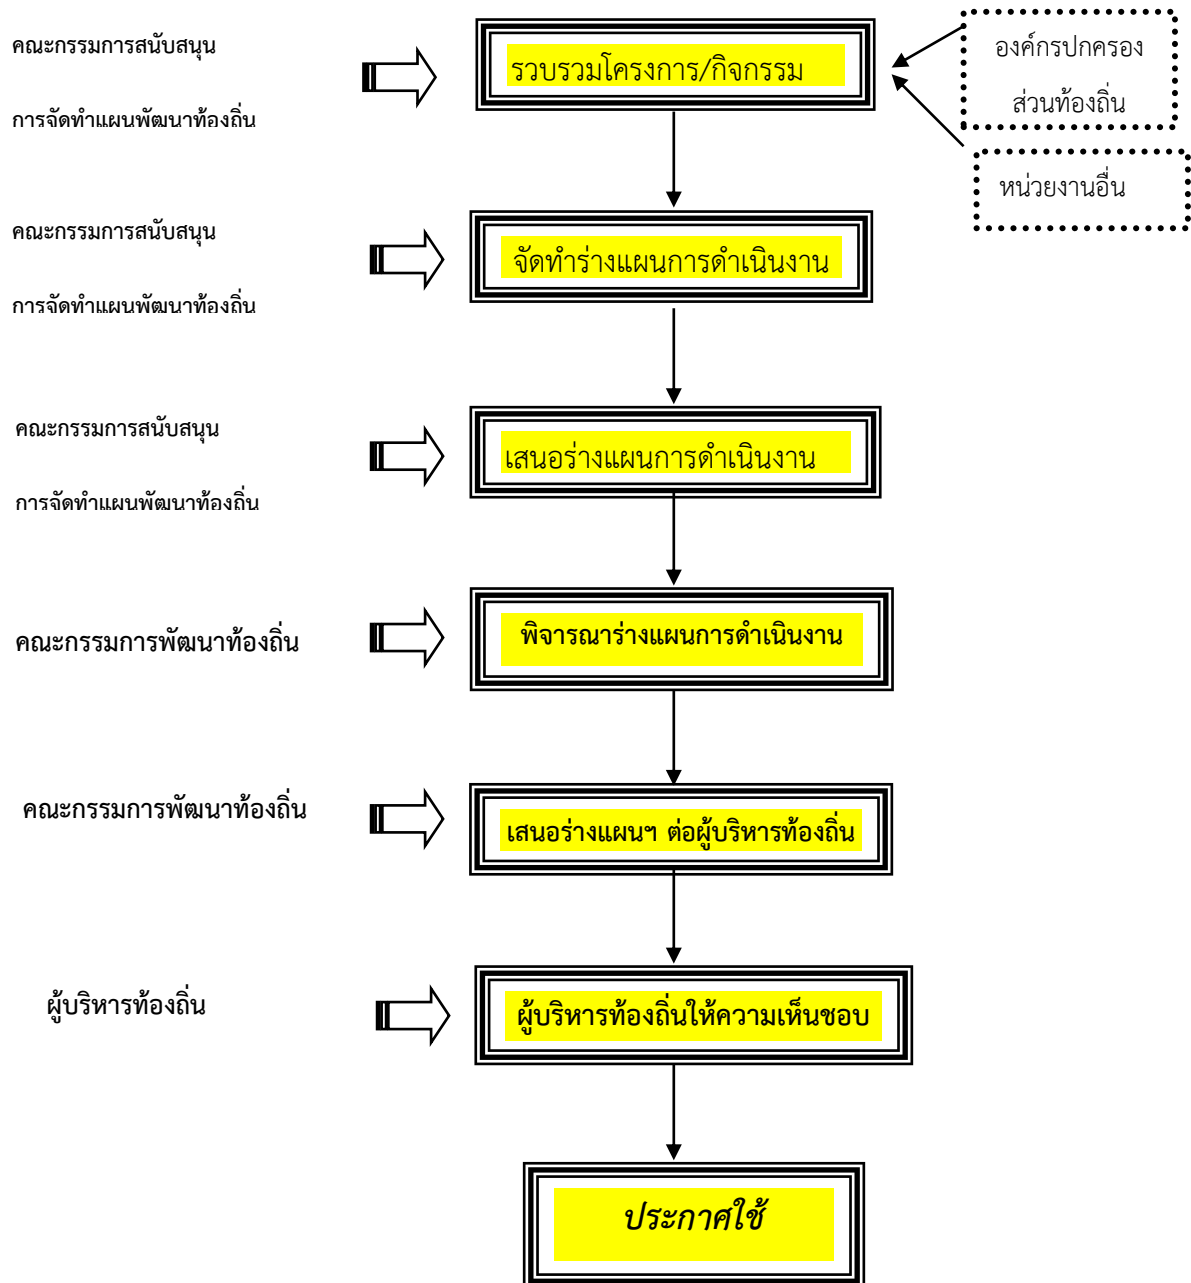 คณะกรรมการสนับสนุน
การจัดทำแผนพัฒนาท้องถิ่น
รวบรวมโครงการ/กิจกรรม
องค์กรปกครอง
ส่วนท้องถิ่น
หน่วยงานอื่น
คณะกรรมการสนับสนุน
การจัดทำแผนพัฒนาท้องถิ่น
จัดทำร่างแผนการดำเนินงาน
คณะกรรมการสนับสนุน
การจัดทำแผนพัฒนาท้องถิ่น
เสนอร่างแผนการดำเนินงาน
คณะกรรมการพัฒนาท้องถิ่น
พิจารณาร่างแผนการดำเนินงาน
คณะกรรมการพัฒนาท้องถิ่น
เสนอร่างแผนฯ ต่อผู้บริหารท้องถิ่น
ผู้บริหารท้องถิ่น
ผู้บริหารท้องถิ่นให้ความเห็นชอบ
ประกาศใช้